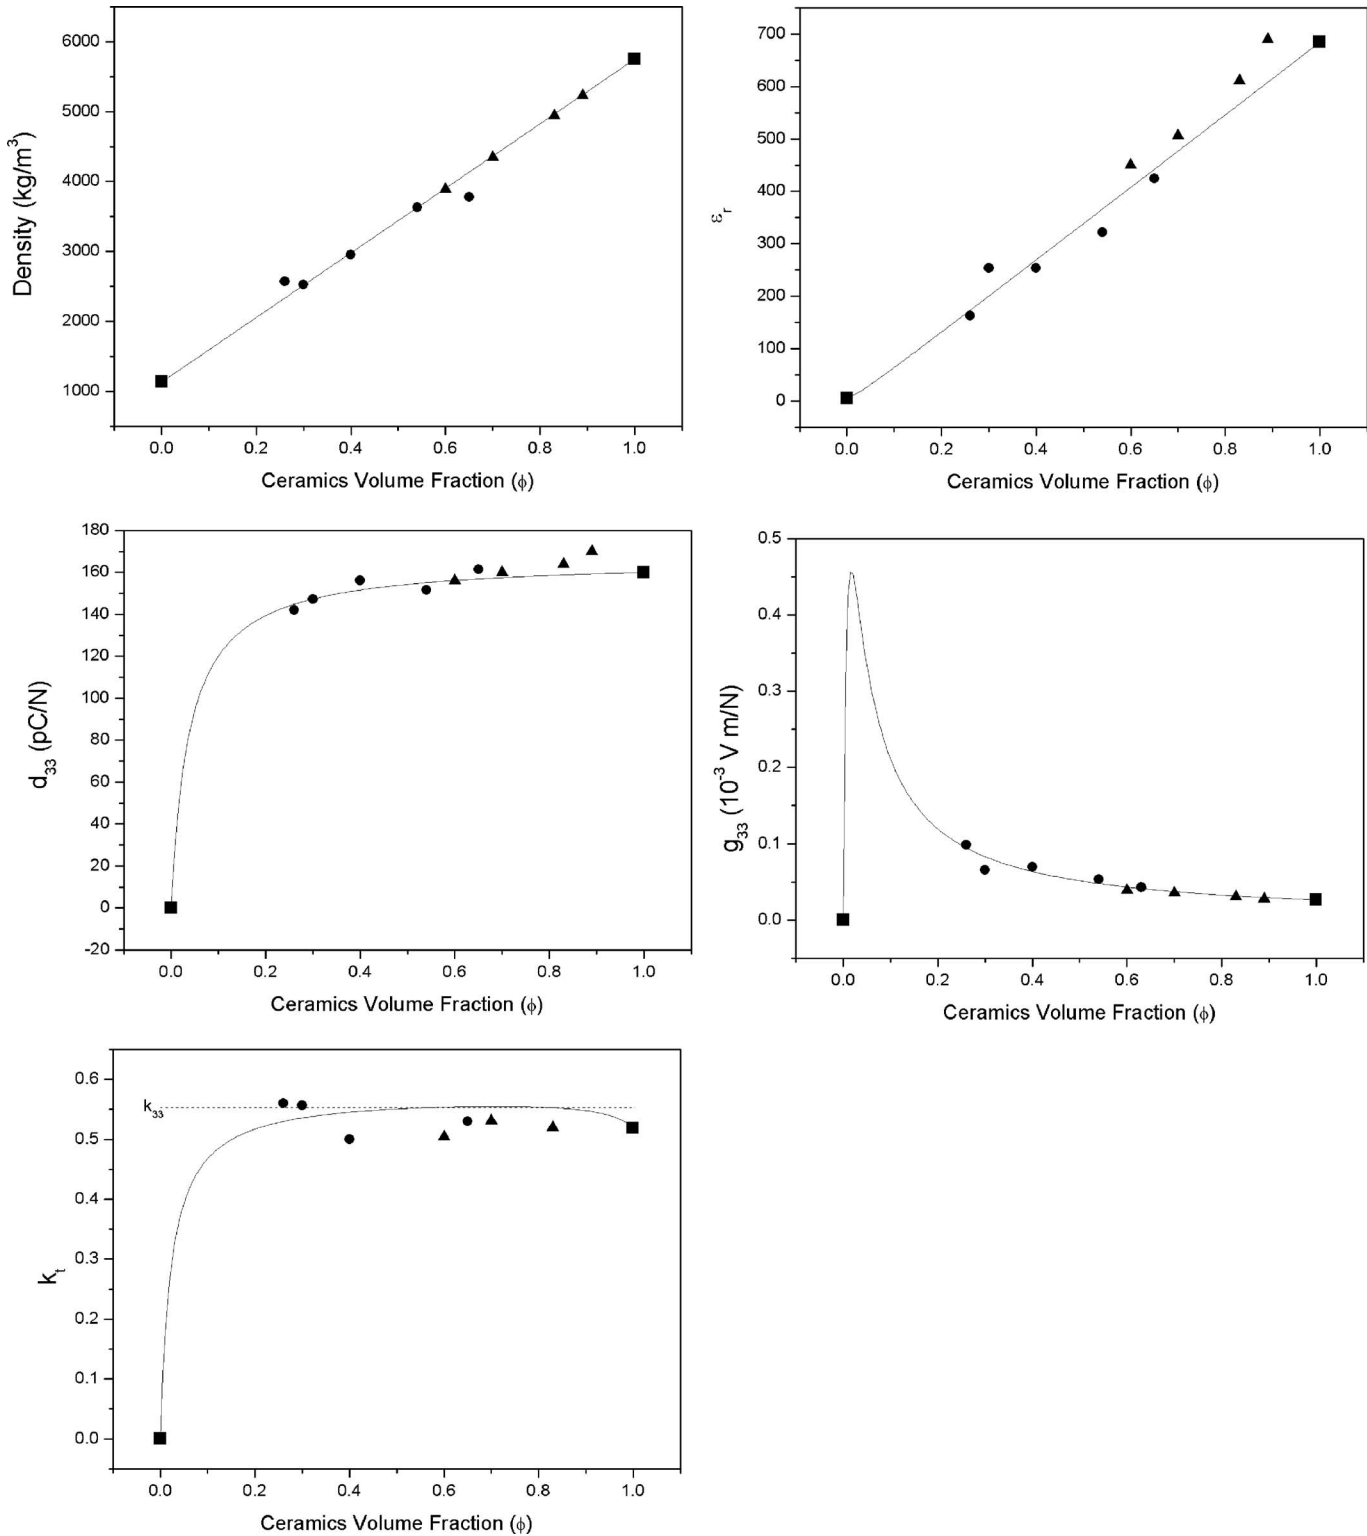 6000
5000
4000
3000
2000
1000
Density (kg/m³)
0.0 0.2 0.4 0.6 0.8 1.0
Ceramics Volume Fraction (ϕ)
700
600
500
400
300
200
100
0
εr
0.0 0.2 0.4 0.6 0.8 1.0
Ceramics Volume Fraction (ϕ)
180
160
140
120
100
80
60
40
20
0
-20
d33 (pC/N)
0.0 0.2 0.4 0.6 0.8 1.0
Ceramics Volume Fraction (ϕ)
0.5
0.4
0.3
0.2
0.1
0.0
g33 (10⁻³ V m/N)
0.0 0.2 0.4 0.6 0.8 1.0
Ceramics Volume Fraction (ϕ)
0.6
0.5
0.4
0.3
0.2
0.1
0.0
k33
kt
0.0 0.2 0.4 0.6 0.8 1.0
Ceramics Volume Fraction (ϕ)